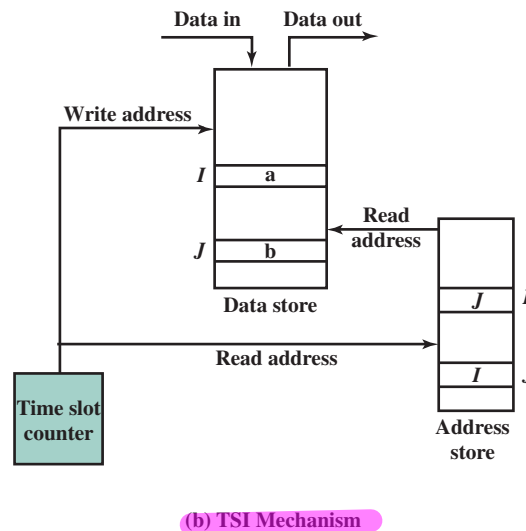 Data in
Data out
Write address
I
a
Read
address
J
b
Data store
J
I
Read address
I
Time slot
counter
Address
store
(b) TSI Mechanism